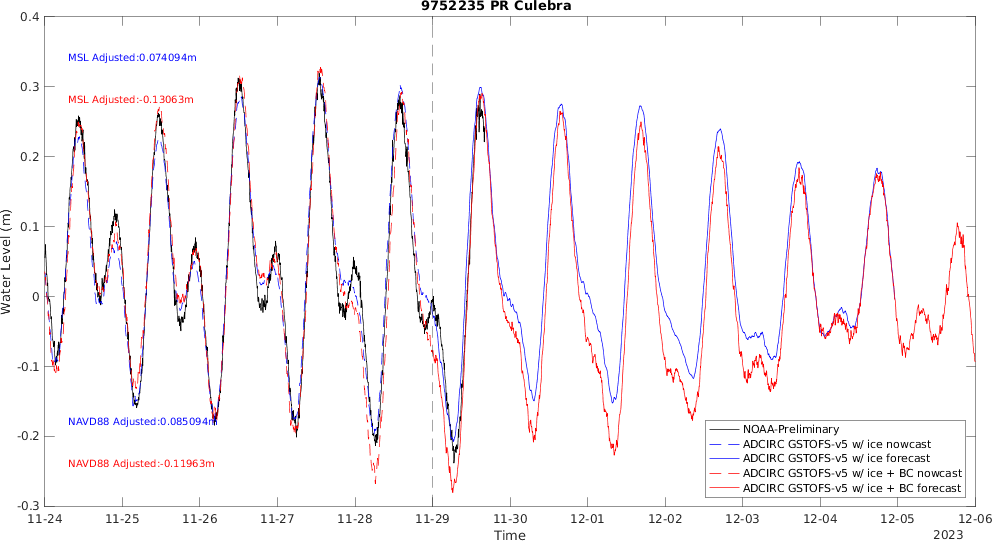 9752235 PR Culebra
0.4
0.3
0.2
0.1
0
-0.1
-0.2
-0.3
Water Level (m)
MSL Adjusted:0.074094m
MSL Adjusted:-0.13063m
NAVD88 Adjusted:0.085094m
NAVD88 Adjusted:-0.11963m
NOAA-Preliminary
ADCIRC GSTOFS-v5 w/ ice nowcast
ADCIRC GSTOFS-v5 w/ ice forecast
ADCIRC GSTOFS-v5 w/ ice + BC nowcast
ADCIRC GSTOFS-v5 w/ ice + BC forecast
11-24 11-25 11-26 11-27 11-28 11-29 11-30 12-01 12-02 12-03 12-04 12-05 12-06
Time
2023